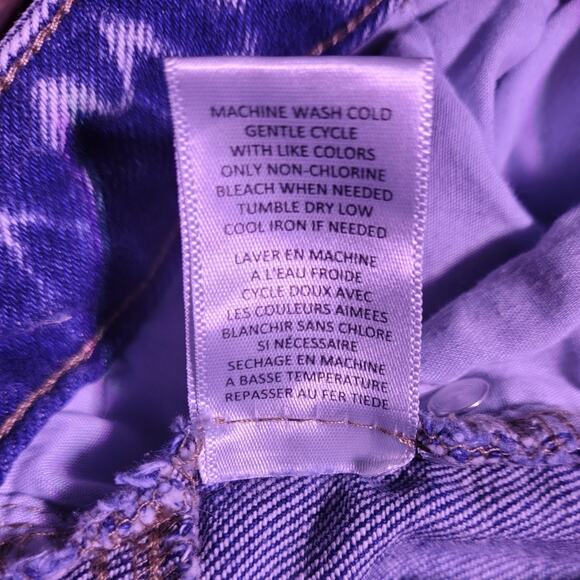 MACHINE WASH COLD
GENTLE CYCLE
WITH LIKE COLORS
ONLY NON-CHLORINE
BLEACH WHEN NEEDED
TUMBLE DRY LOW
COOL IRON IF NEEDED
LAVER EN MACHINE
A L'EAU FROIDE
CYCLE DOUX AVEC
LES COULEURS AIMEES
BLANCHIR SANS CHLORE
SI NÉCESSAIRE
SECHAGE EN MACHINE
A BASSE TEMPERATURE
REPASSER AU FER TIEDE